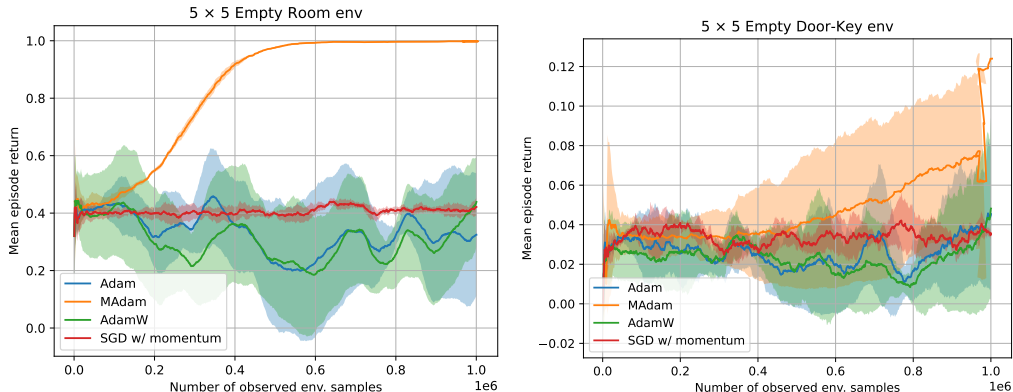 5 × 5 Empty Room env
Mean episode return
1.0
0.8
0.6
0.4
0.2
0.0
Adam
MAdam
AdamW
SGD w/ momentum
0.0 0.2 0.4 0.6 0.8 1.0
1e6
Number of observed env. samples
5 × 5 Empty Door-Key env
Mean episode return
0.12
0.10
0.08
0.06
0.04
0.02
0.00
−0.02
Adam
MAdam
AdamW
SGD w/ momentum
0.0 0.2 0.4 0.6 0.8 1.0
1e6
Number of observed env. samples